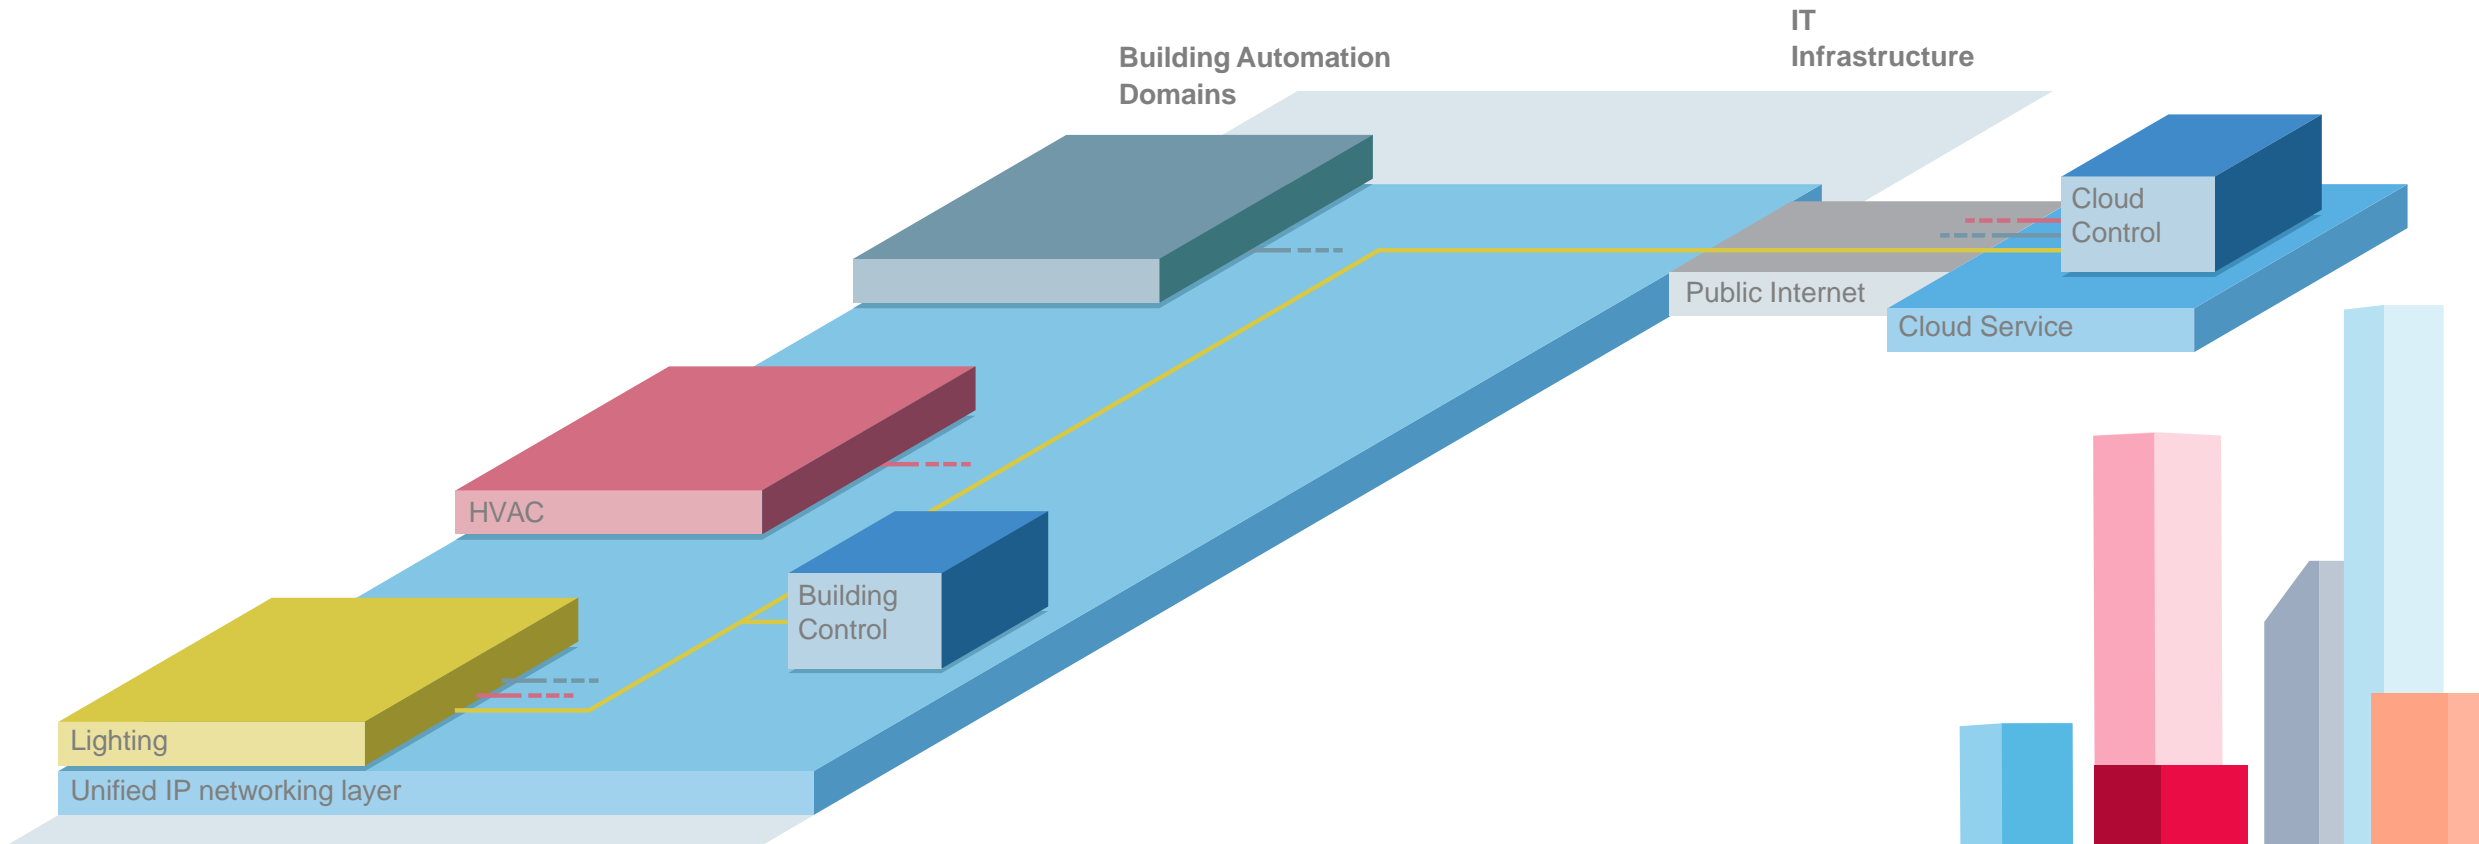 IT
Infrastructure
Building Automation
Domains
Cloud
Control
Public Internet
Cloud Service
HVAC
Building
Control
Lighting
Unified IP networking layer